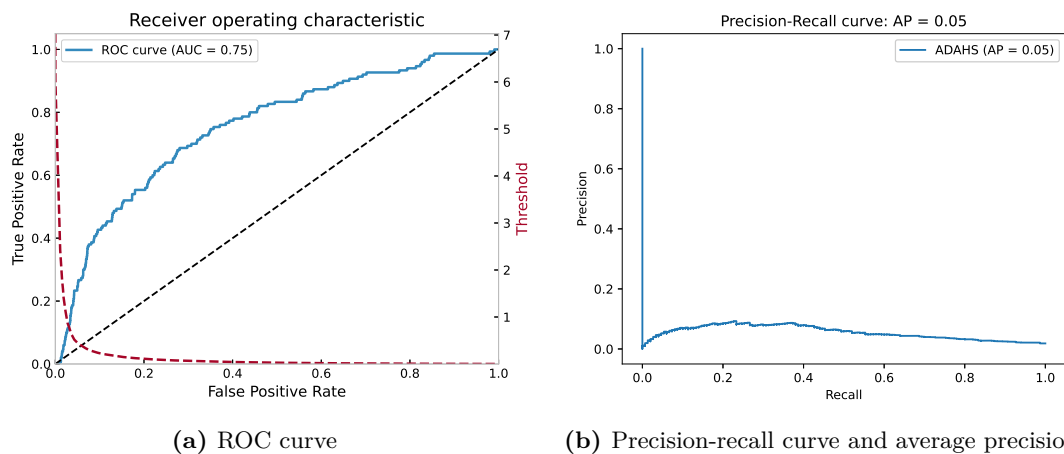 Receiver operating characteristic
ROC curve (AUC = 0.75)
True Positive Rate
1.0
0.8
0.6
0.4
0.2
0.0
0.0 0.2 0.4 0.6 0.8 1.0
False Positive Rate
7
6
5
4
3
2
1
Threshold
(a) ROC curve
Precision-Recall curve: AP = 0.05
ADAHS (AP = 0.05)
Precision
1.0
0.8
0.6
0.4
0.2
0.0
0.0 0.2 0.4 0.6 0.8 1.0
Recall
(b) Precision-recall curve and average precisio